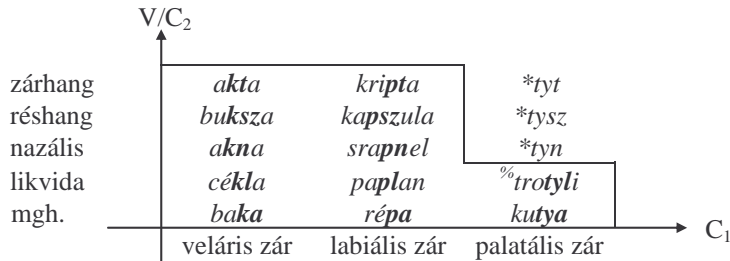 V/C₂
zárhang akta kripta *tyt
réshang buksza kapszula *tysz
nazális akna srapnel *tyn
likvida cékla paplan %trotyli
mgh. baka répa kutya
C₁
veláris zár labiális zár palatális zár